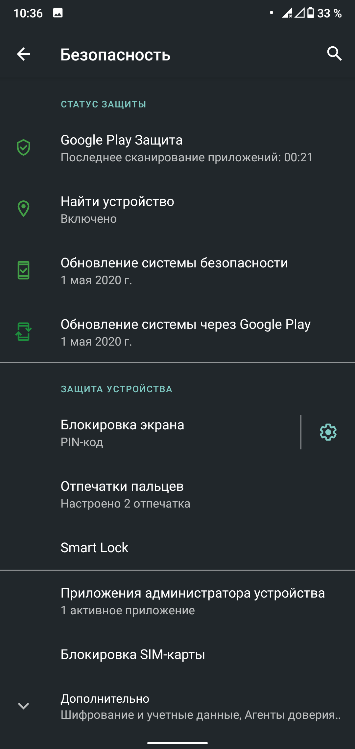 10:36 33 %
Безопасность
СТАТУС ЗАЩИТЫ
Google Play Защита
Последнее сканирование приложений: 00:21
Найти устройство
Включено
Обновление системы безопасности
1 мая 2020 г.
Обновление системы через Google Play
1 мая 2020 г.
ЗАЩИТА УСТРОЙСТВА
Блокировка экрана
PIN-код
Отпечатки пальцев
Настроено 2 отпечатка
Smart Lock
Приложения администратора устройства
1 активное приложение
Блокировка SIM-карты
Дополнительно
Шифрование и учетные данные, Агенты доверия..